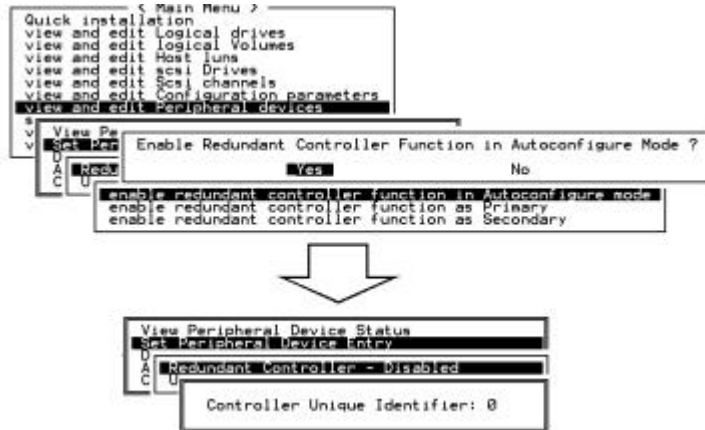 < Main Menu >
Quick installation
view and edit Logical drives
view and edit logical Volumes
view and edit Host luns
view and edit scsi Drives
view and edit Scsi channels
view and edit Configuration parameters
view and edit Peripheral devices
s
v View Pe
v Set Per
D
A Redu
C U
Enable Redundant Controller Function in Autoconfigure Mode ?
Yes No
enable redundant controller function in Autoconfigure mode
enable redundant controller function as Primary
enable redundant controller function as Secondary
View Peripheral Device Status
Set Peripheral Device Entry
D
A Redundant Controller - Disabled
C U
Controller Unique Identifier: 0